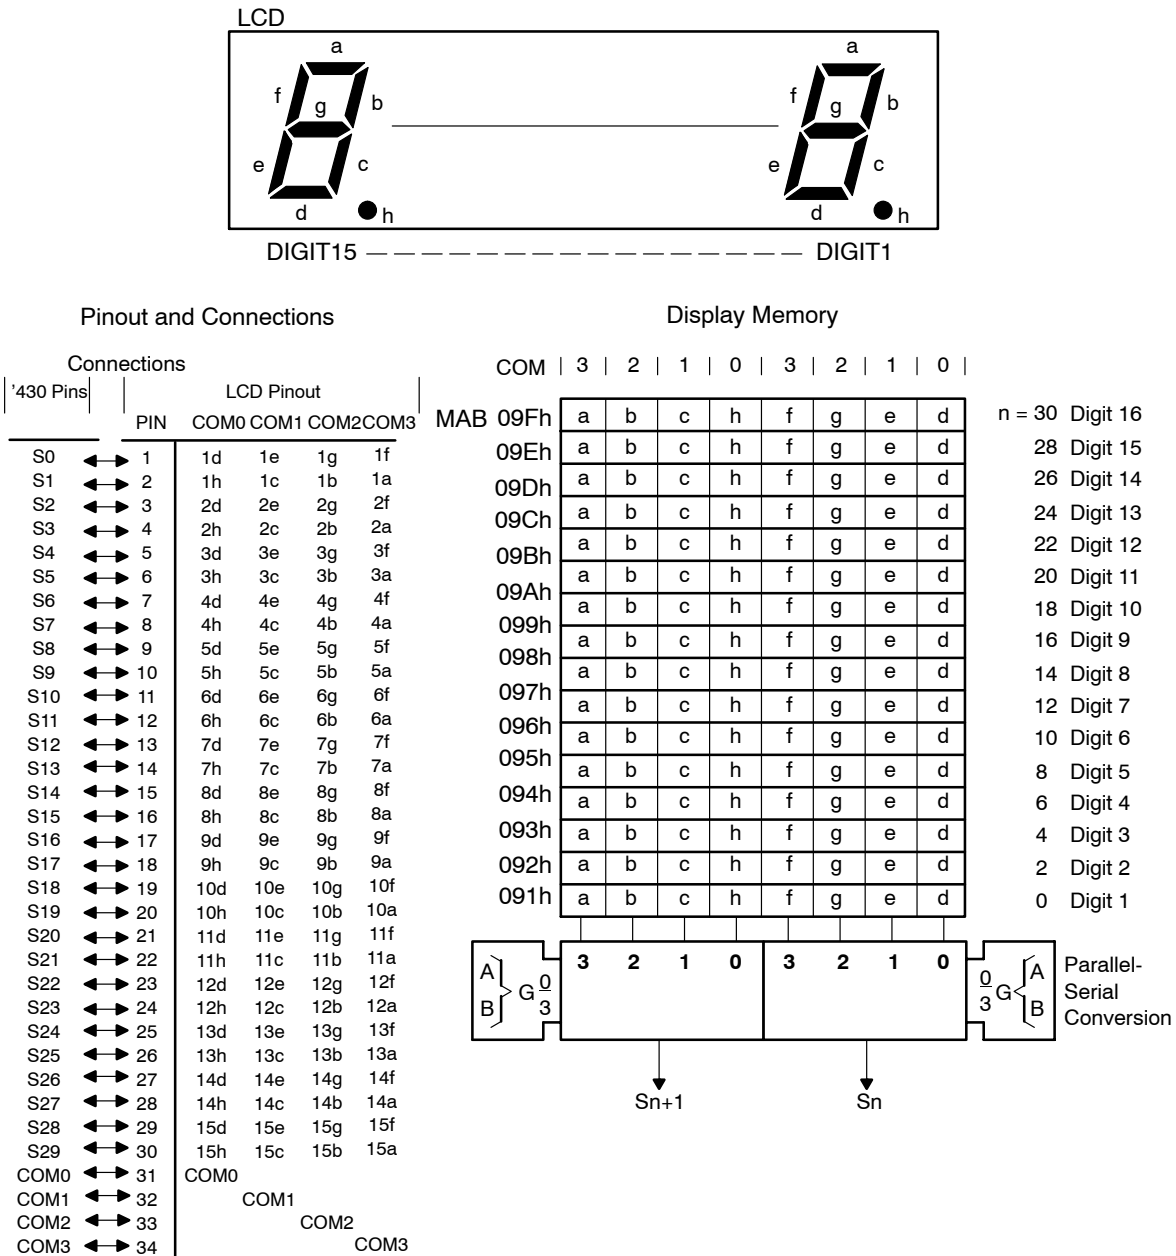 LCD
a
f
g
b
e
c
d
h
a
f
g
b
e
c
d
h
DIGIT15
DIGIT1
Pinout and Connections
Connections
'430 Pins
LCD Pinout
PIN COM0 COM1 COM2 COM3
S0 1 1d 1e 1g 1f
S1 2 1h 1c 1b 1a
S2 3 2d 2e 2g 2f
S3 4 2h 2c 2b 2a
S4 5 3d 3e 3g 3f
S5 6 3h 3c 3b 3a
S6 7 4d 4e 4g 4f
S7 8 4h 4c 4b 4a
S8 9 5d 5e 5g 5f
S9 10 5h 5c 5b 5a
S10 11 6d 6e 6g 6f
S11 12 6h 6c 6b 6a
S12 13 7d 7e 7g 7f
S13 14 7h 7c 7b 7a
S14 15 8d 8e 8g 8f
S15 16 8h 8c 8b 8a
S16 17 9d 9e 9g 9f
S17 18 9h 9c 9b 9a
S18 19 10d 10e 10g 10f
S19 20 10h 10c 10b 10a
S20 21 11d 11e 11g 11f
S21 22 11h 11c 11b 11a
S22 23 12d 12e 12g 12f
S23 24 12h 12c 12b 12a
S24 25 13d 13e 13g 13f
S25 26 13h 13c 13b 13a
S26 27 14d 14e 14g 14f
S27 28 14h 14c 14b 14a
S28 29 15d 15e 15g 15f
S29 30 15h 15c 15b 15a
COM0 31 COM0
COM1 32 COM1
COM2 33 COM2
COM3 34 COM3
Display Memory
COM 3 2 1 0 3 2 1 0
MAB 09Fh a b c h f g e d n = 30 Digit 16
09Eh a b c h f g e d 28 Digit 15
09Dh a b c h f g e d 26 Digit 14
09Ch a b c h f g e d 24 Digit 13
09Bh a b c h f g e d 22 Digit 12
09Ah a b c h f g e d 20 Digit 11
099h a b c h f g e d 18 Digit 10
098h a b c h f g e d 16 Digit 9
097h a b c h f g e d 14 Digit 8
096h a b c h f g e d 12 Digit 7
095h a b c h f g e d 10 Digit 6
094h a b c h f g e d 8 Digit 5
093h a b c h f g e d 6 Digit 4
092h a b c h f g e d 4 Digit 3
091h a b c h f g e d 2 Digit 2
a b c h f g e d 0 Digit 1
A
B
G 0
3
3 2 1 0 3 2 1 0
0
3 G
A
B
Parallel-
Serial
Conversion
Sn+1
Sn